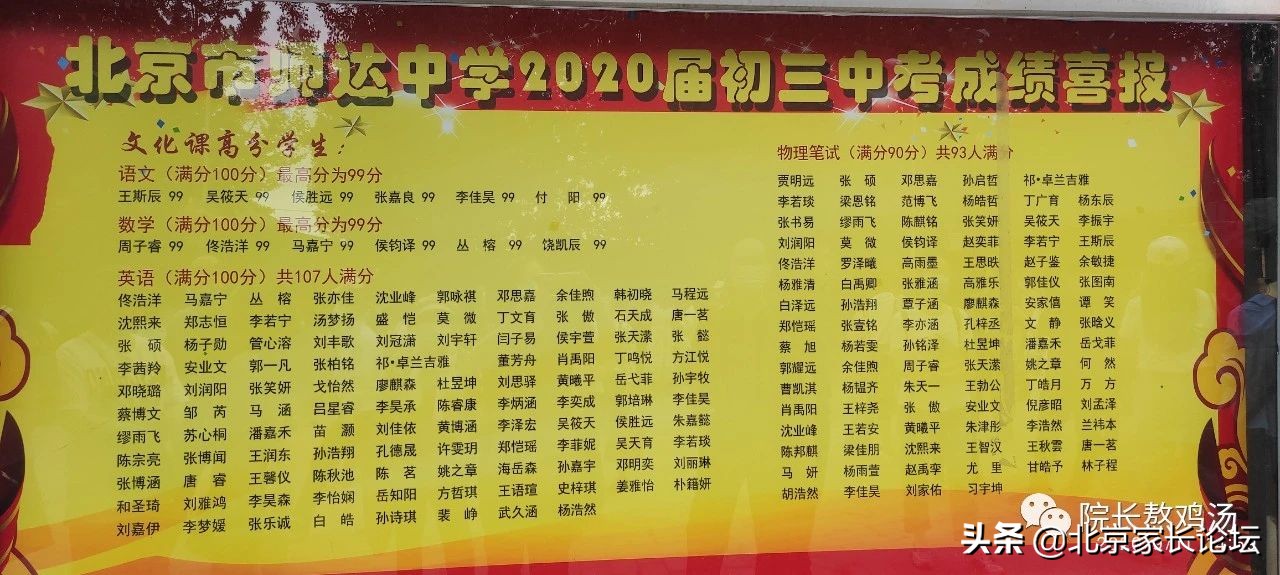 北京市师达中学2020届初三中考成绩喜报
文化课高分学生：
语文（满分100分）最高分为99分
王斯辰 99 吴筱天 99 侯胜远 99 张嘉良 99 李佳昊 99 付 阳 99
数学（满分100分）最高分为99分
周子睿 99 佟浩洋 99 马嘉宁 99 侯钧译 99 丛 榕 99 饶凯辰 99
英语（满分100分）共107人满分
佟浩洋 马嘉宁 丛 榕 张亦佳 沈业峰 郭咏祺 邓思嘉 余佳煦 韩初晓 马程远
沈熙来 郑志恒 李若宁 汤梦扬 盛 恺 莫 微 丁文育 张 傲 石天成 唐一茗
张 硕 杨子勋 管心溶 刘丰歌 刘冠潇 刘宇轩 闫子易 侯宇萱 张天潆 张 懿
李茜羚 安业文 郭一凡 张柏铭 祁·卓兰吉雅 董芳舟 肖禹阳 丁鸣悦 方江悦
邓晓璐 刘润阳 张笑妍 戈怡然 廖麒森 杜昱坤 刘思驿 黄曦平 岳弋菲 孙宇牧
蔡博文 邹 芮 马 涵 吕星睿 李昊承 陈睿康 李炳涵 李奕成 郭培琳 李佳昊
缪雨飞 苏心桐 潘嘉禾 苗 灏 刘佳依 黄博涵 李泽宏 吴筱天 侯胜远 朱嘉懿
陈宗亮 张博闻 王润东 孙浩翔 孔德晟 许雯玥 郑恺瑶 李菲妮 吴天育 李若琰
张博涵 唐 睿 王馨仪 陈秋池 陈 茗 姚之章 海岳森 孙嘉宇 邓明奕 刘丽琳
和圣琦 刘雅鸿 李昊森 李怡娴 岳知阳 方哲琪 王语瑄 史梓琪 姜雅怡 朴籍妍
刘嘉伊 李梦媛 张乐诚 白 皓 孙诗琪 裴 峥 武久涵 杨浩然
物理笔试（满分90分）共93人满分
贾明远 张 硕 邓思嘉 孙启哲 祁·卓兰吉雅
李若琰 梁恩铭 范博飞 杨皓哲 丁广育 杨东辰
张书易 缪雨飞 陈麒铭 张笑妍 吴筱天 李振宇
刘润阳 莫 微 侯钧译 赵奕菲 李若宁 王斯辰
佟浩洋 罗泽曦 高雨墨 王思昳 赵子鉴 余敏捷
杨雅清 白禹卿 张雅涵 高雅乐 郭佳仪 张图南
白泽远 孙浩翔 覃子涵 廖麒森 安家僖 谭 笑
郑恺瑶 张壹铭 李亦涵 孔梓丞 文 静 张晗义
蔡 旭 杨若雯 孙铭泽 杜昱坤 潘嘉禾 岳弋菲
郭耀远 余佳煦 周子睿 张天潆 姚之章 何 然
曹凯淇 杨韫齐 朱天一 王勃公 丁皓月 万 方
肖禹阳 王梓尧 张 傲 安业文 倪彦昭 刘孟泽
沈业峰 王若安 黄曦平 朱津彤 李浩然 兰祎本
陈邦麒 梁佳朋 沈熙来 王智汉 王秋雲 唐一茗
马 妍 杨雨萱 赵禹孪 尤 里 甘皓予 林子程
胡浩然 李佳昊 刘家佑 习宇坤
院长熬鸡汤
头条 @北京家长论坛